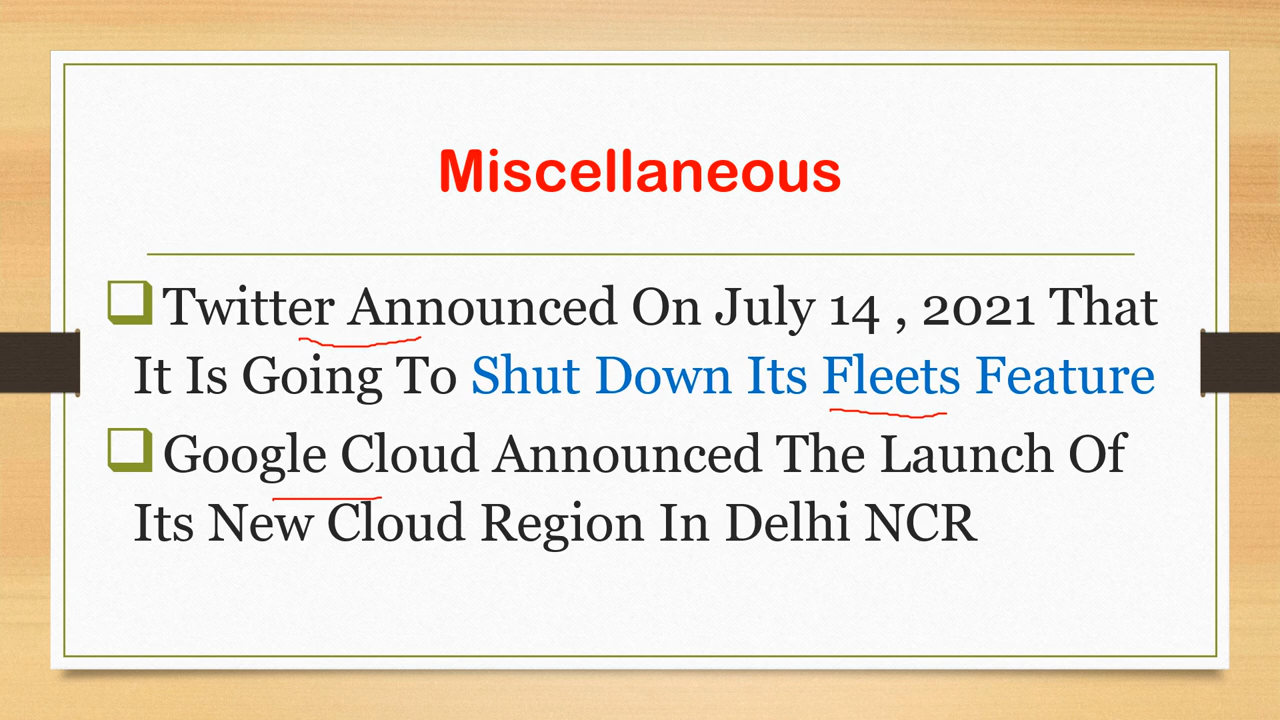 Miscellaneous
Twitter Announced On July 14 , 2021 That
It Is Going To Shut Down Its Fleets Feature
Google Cloud Announced The Launch Of
Its New Cloud Region In Delhi NCR